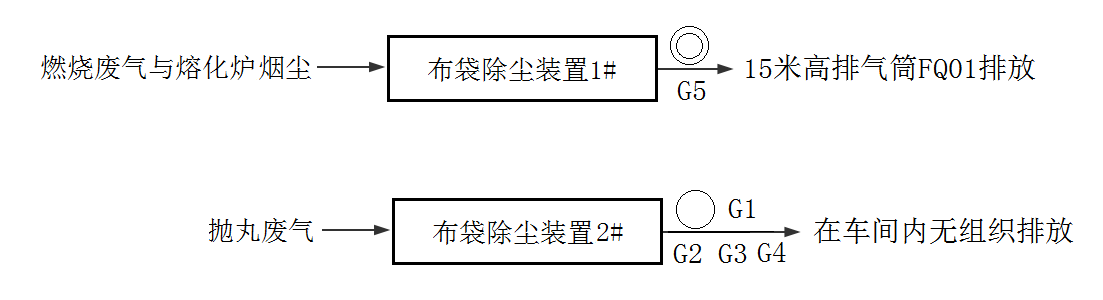 燃烧废气与熔化炉烟尘 布袋除尘装置1# 15米高排气筒FQ01排放
G5
G1
抛丸废气 布袋除尘装置2# 在车间内无组织排放
G2 G3 G4